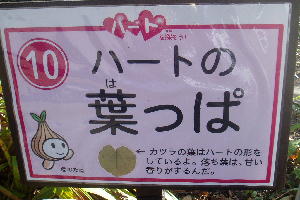 ハート
10
ハートの
は
葉っぱ
← カツラの葉はハートの形を
しているよ。落ち葉は、甘い
香りがするんだ。